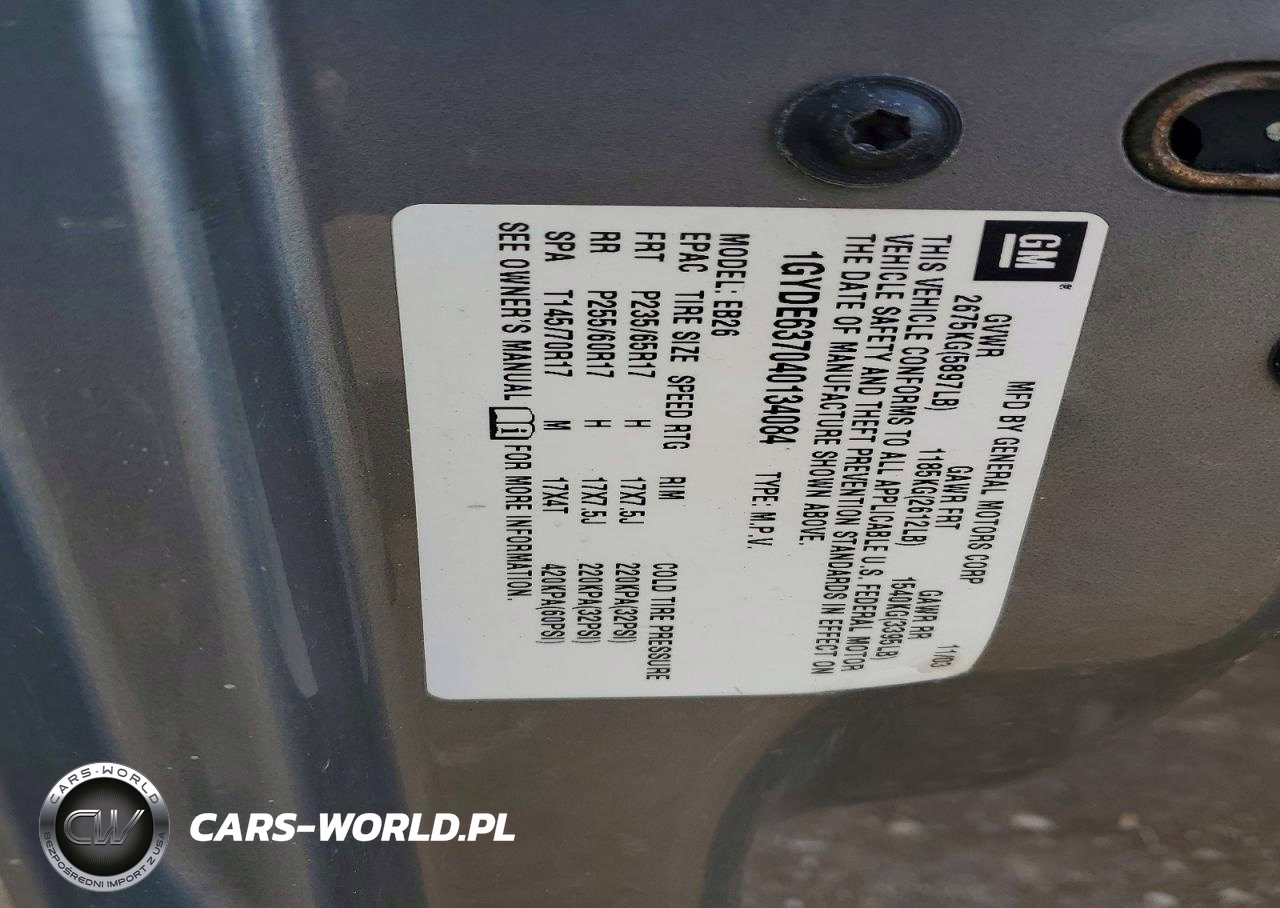 GM
MFD BY GENERAL MOTORS CORP 11/03
GVWR GAWR FRT GAWR RR
2675KG(5897LB) 1185KG(2612LB) 1540KG(3395LB)
THIS VEHICLE CONFORMS TO ALL APPLICABLE U.S. FEDERAL MOTOR
VEHICLE SAFETY AND THEFT PREVENTION STANDARDS IN EFFECT ON
THE DATE OF MANUFACTURE SHOWN ABOVE.
1GYDE637040134084 TYPE: M.P.V.
MODEL: EB26
EPAC TIRE SIZE SPEED RTG RIM COLD TIRE PRESSURE
FRT P235/65R17 H 17X7.5J 220KPA(32PSI)
RR P255/60R17 H 17X7.5J 220KPA(32PSI)
SPA T145/70R17 M 17X4T 420KPA(60PSI)
SEE OWNER'S MANUAL FOR MORE INFORMATION.
CARS-WORLD
CW
BEZPOŚREDNI IMPORT Z USA
CARS-WORLD.PL